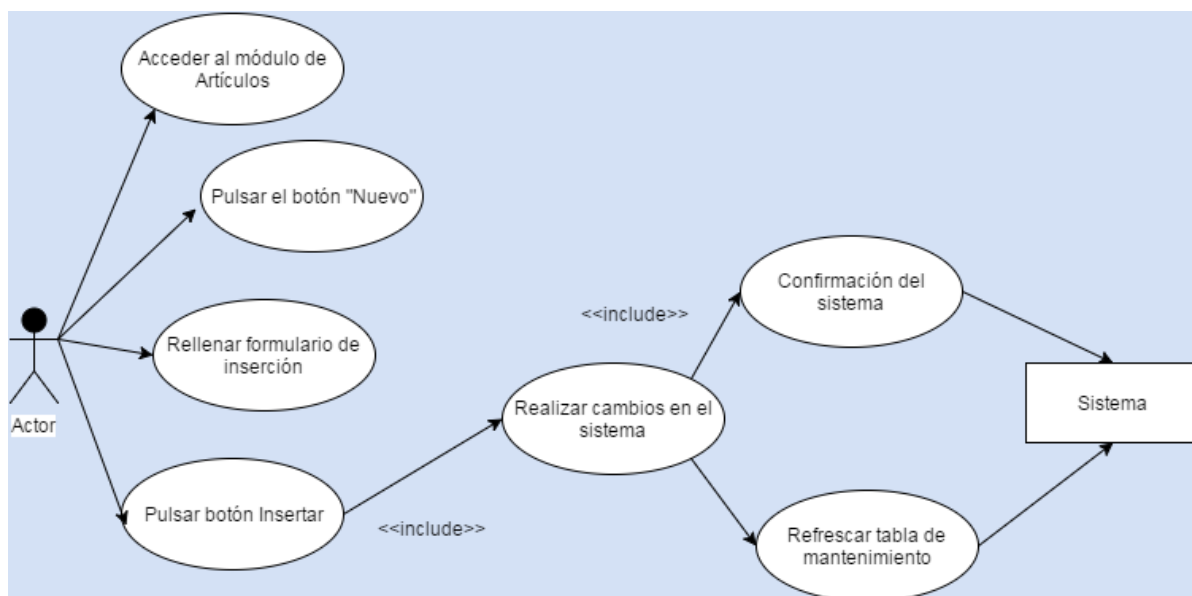 Acceder al módulo de
Artículos
Pulsar el botón "Nuevo"
Confirmación del
sistema
<<include>>
Rellenar formulario de
inserción
Realizar cambios en el
sistema
Sistema
Actor
Pulsar botón Insertar
<<include>>
Refrescar tabla de
mantenimiento